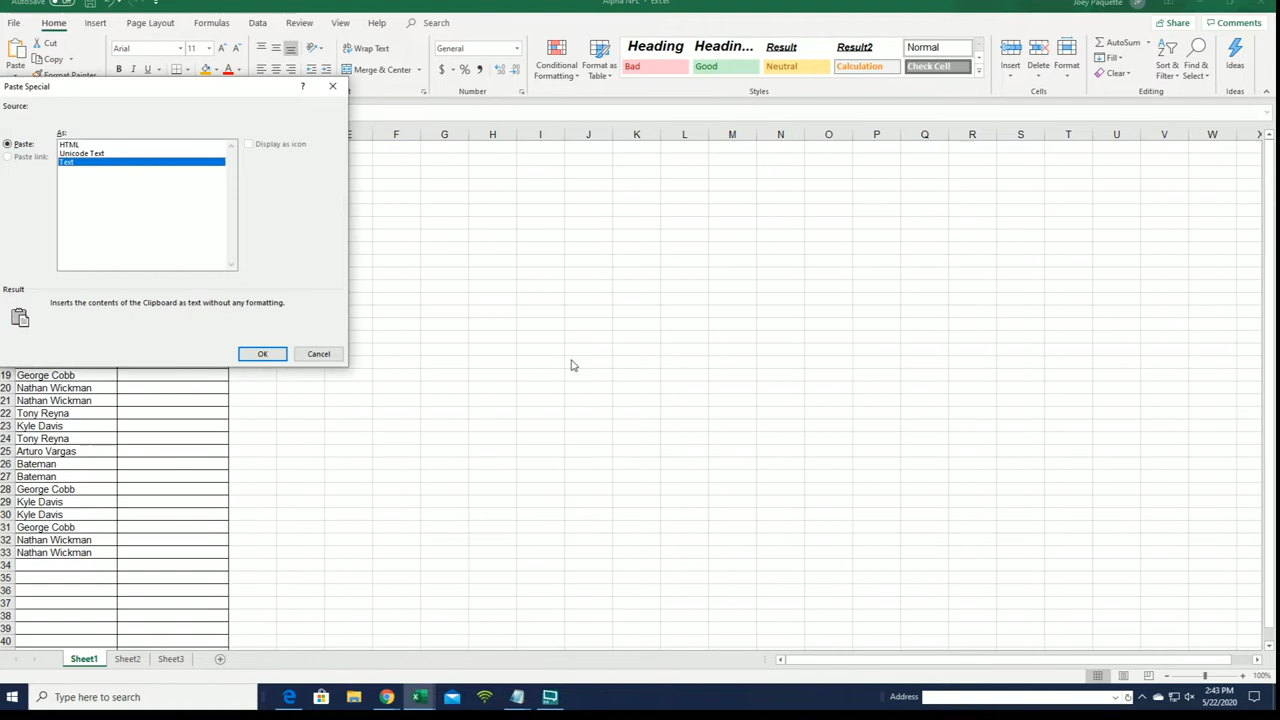 AutoSave Off Alpha NFL - Excel Joey Paquette JP
File Home Insert Page Layout Formulas Data Review View Help Search Share Comments
Paste Cut Copy Format Painter
Arial 11 B I U
Wrap Text
Merge & Center
General
Number
Conditional Formatting
Format as Table
Heading Headin... Result Result2 Normal
Bad Good Neutral Calculation Check Cell
Styles
Insert Delete Format
Cells
AutoSum
Fill
Clear
Sort & Filter
Find & Select
Editing
Ideas
Ideas
Paste Special
Source:
As:
Paste:
Paste link:
HTML
Unicode Text
Text
Display as icon
Result
Inserts the contents of the Clipboard as text without any formatting.
OK Cancel
E F G H I J K L M N O P Q R S T U V W X
19 George Cobb
20 Nathan Wickman
21 Nathan Wickman
22 Tony Reyna
23 Kyle Davis
24 Tony Reyna
25 Arturo Vargas
26 Bateman
27 Bateman
28 George Cobb
29 Kyle Davis
30 Kyle Davis
31 George Cobb
32 Nathan Wickman
33 Nathan Wickman
34
35
36
37
38
39
40
Sheet1 Sheet2 Sheet3
100%
Type here to search
Address
2:43 PM
5/22/2020